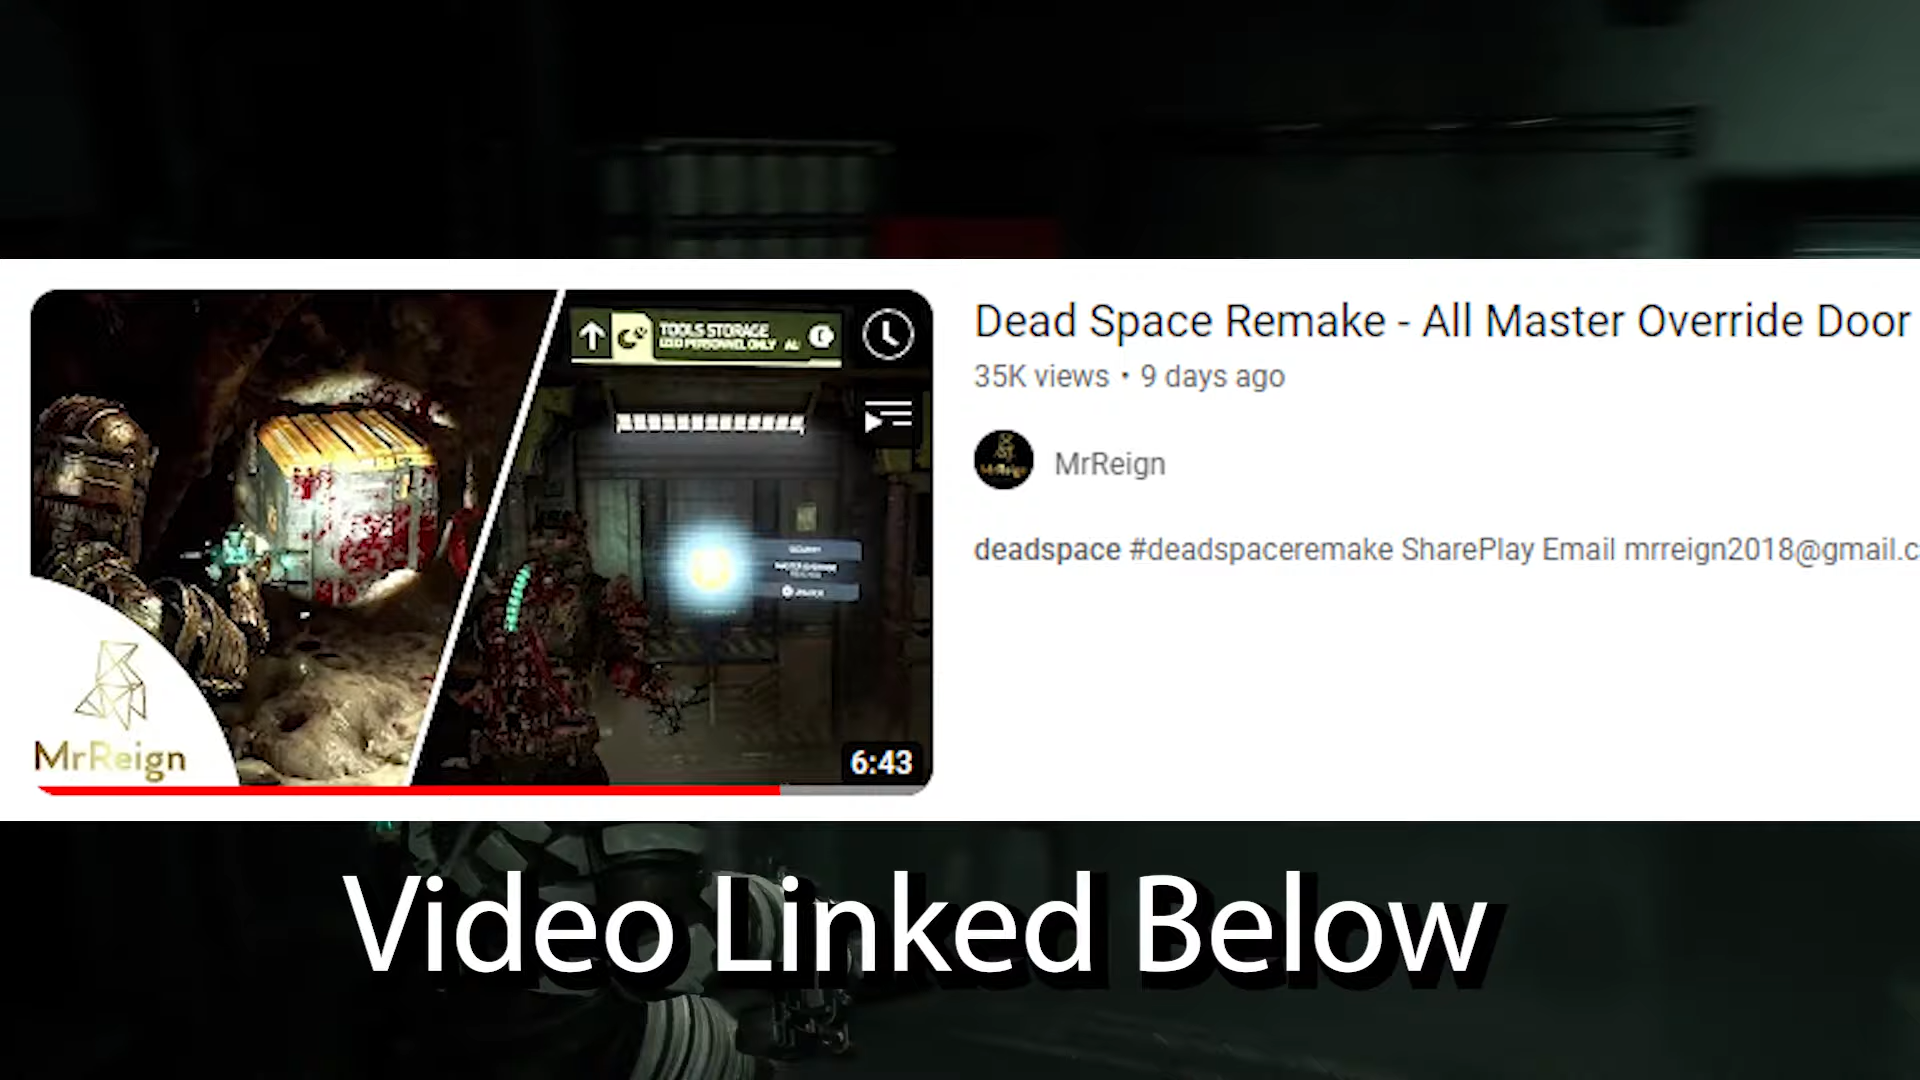 TOOLS STORAGE
Dead Space Remake - All Master Override Door
35K views • 9 days ago
MrReign
MrReign
deadspace #deadspaceremake SharePlay Email mrreign2018@gmail.c
MrReign
6:43
Video Linked Below